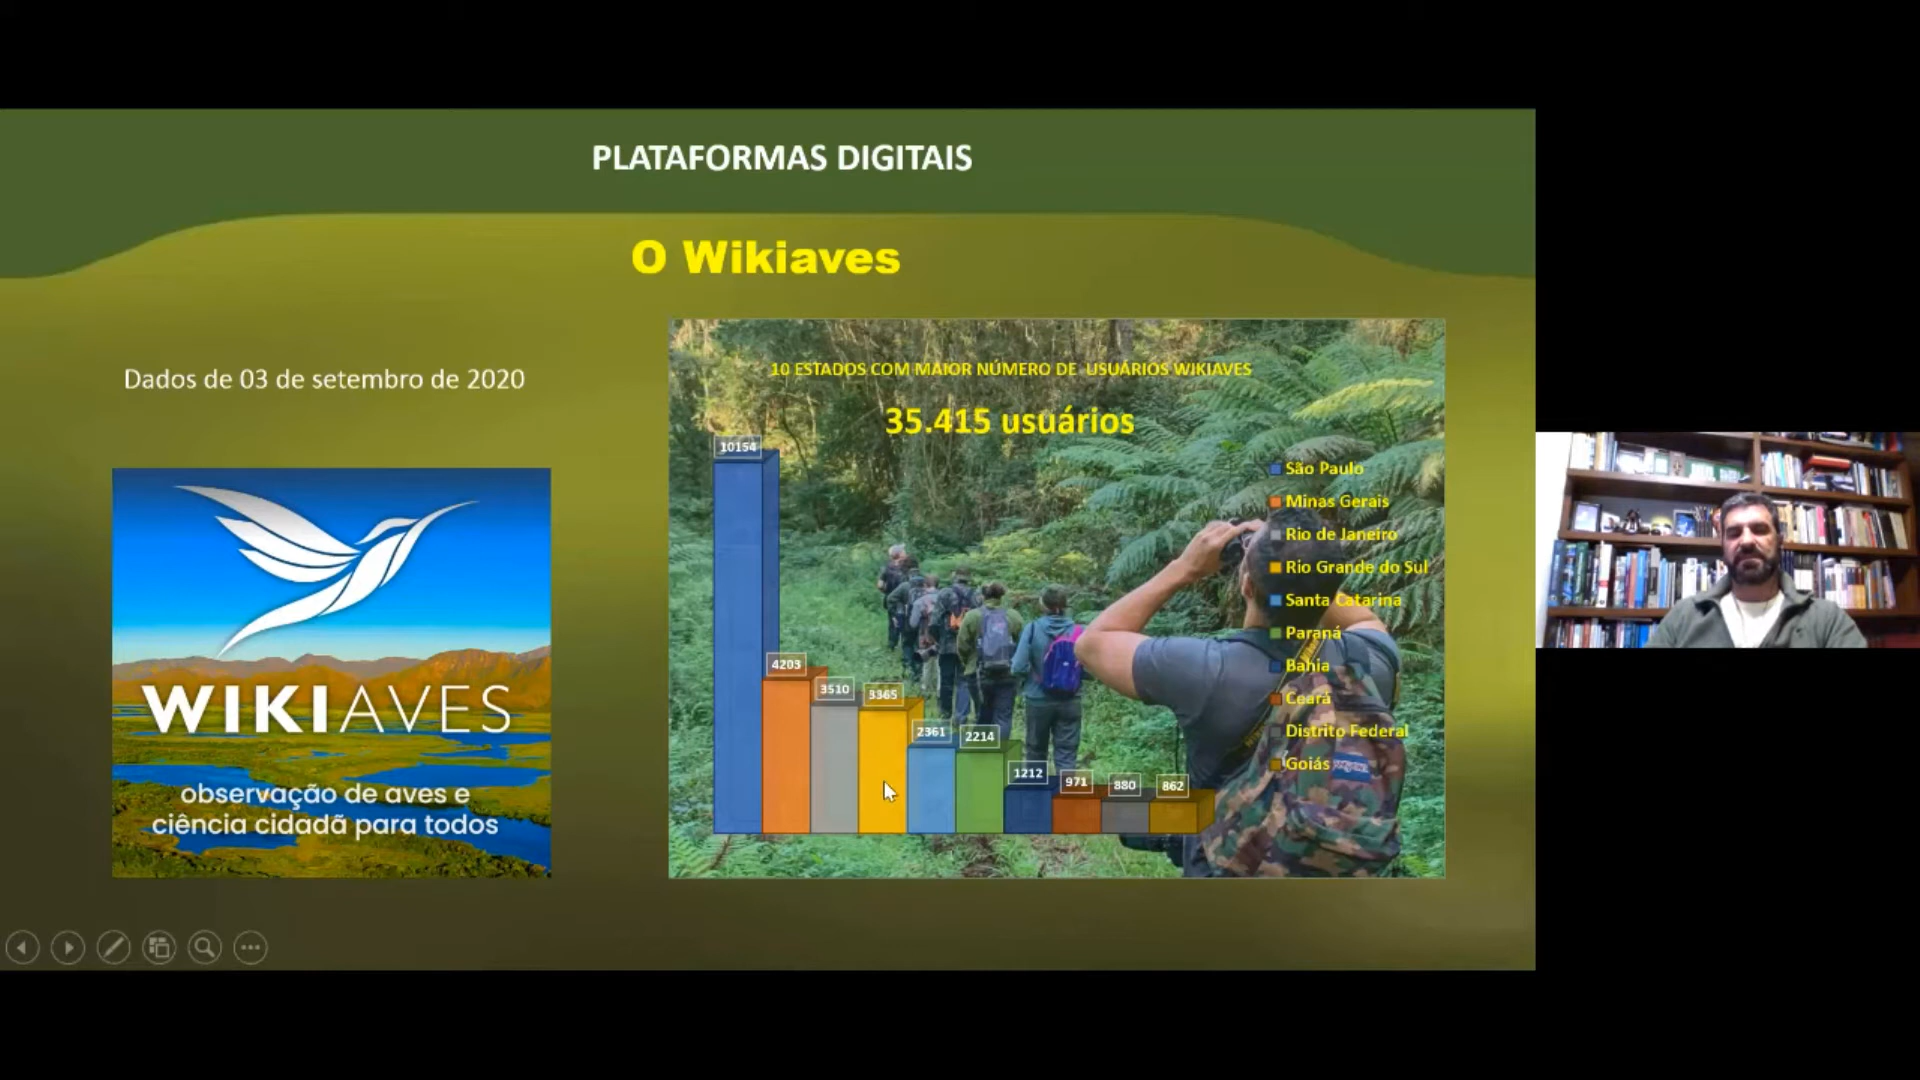 PLATAFORMAS DIGITAIS
O Wikiaves
Dados de 03 de setembro de 2020
WIKIAVES
observação de aves e
ciência cidadã para todos
10 ESTADOS COM MAIOR NÚMERO DE USUÁRIOS WIKIAVES
35.415 usuários
10154
4203
3510
3365
2361
2214
1212
971
880
862
São Paulo
Minas Gerais
Rio de Janeiro
Rio Grande do Sul
Santa Catarina
Paraná
Bahia
Ceará
Distrito Federal
Goiás